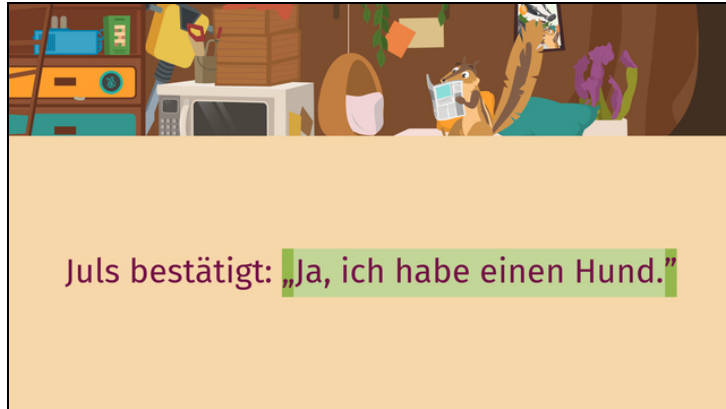 Juls bestätigt: „Ja, ich habe einen Hund.”